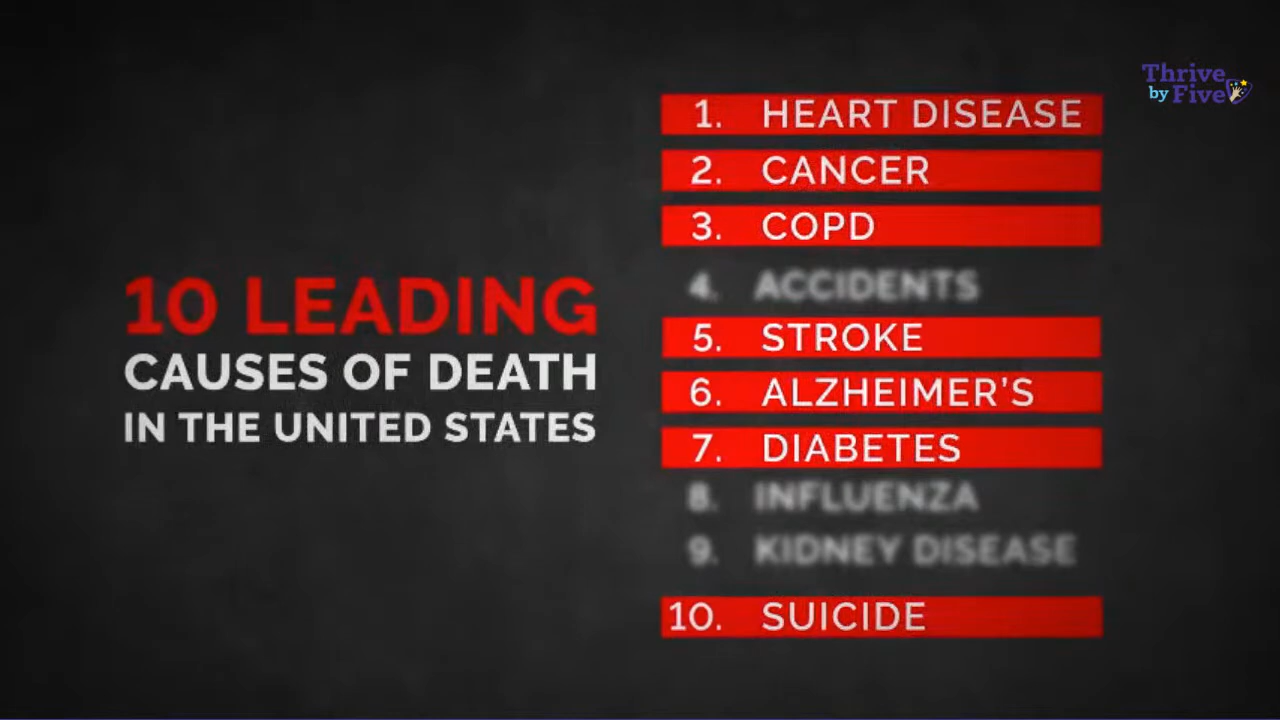 10 LEADING
CAUSES OF DEATH
IN THE UNITED STATES
1. HEART DISEASE
2. CANCER
3. COPD
4. ACCIDENTS
5. STROKE
6. ALZHEIMER'S
7. DIABETES
8. INFLUENZA
9. KIDNEY DISEASE
10. SUICIDE
Thrive
by Five